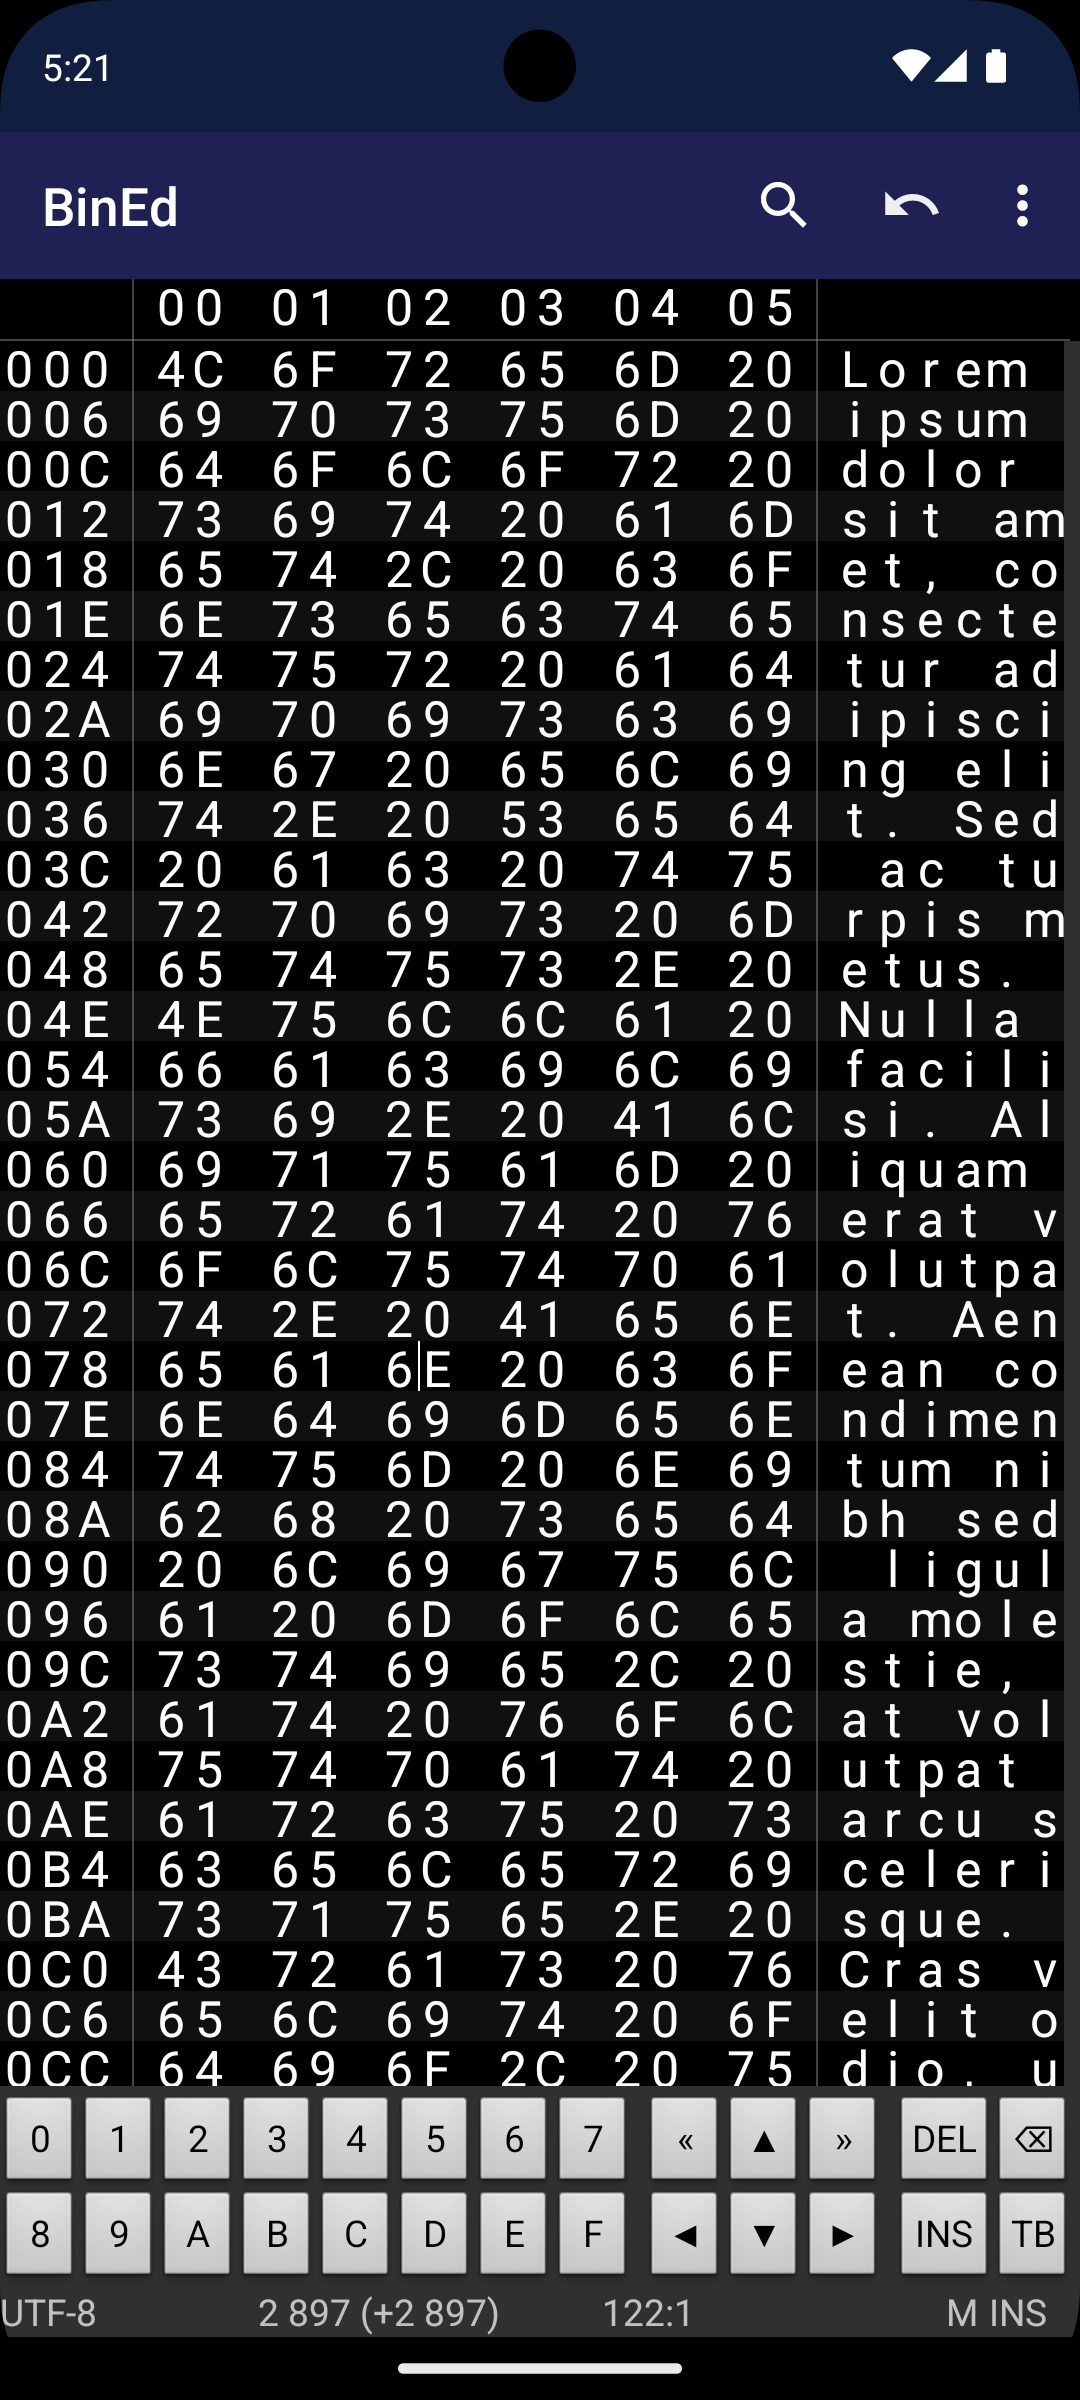 5:21
BinEd
00 01 02 03 04 05
000 4C 6F 72 65 6D 20 Lorem
006 69 70 73 75 6D 20 ipsum
00C 64 6F 6C 6F 72 20 dolor
012 73 69 74 20 61 6D sit am
018 65 74 2C 20 63 6F et, co
01E 6E 73 65 63 74 65 nsecte
024 74 75 72 20 61 64 tur ad
02A 69 70 69 73 63 69 ipisci
030 6E 67 20 65 6C 69 ng eli
036 74 2E 20 53 65 64 t. Sed
03C 20 61 63 20 74 75 ac tu
042 72 70 69 73 20 6D rpis m
048 65 74 75 73 2E 20 etus.
04E 4E 75 6C 6C 61 20 Nulla
054 66 61 63 69 6C 69 facili
05A 73 69 2E 20 41 6C si. Al
060 69 71 75 61 6D 20 iquam
066 65 72 61 74 20 76 erat v
06C 6F 6C 75 74 70 61 olutpa
072 74 2E 20 41 65 6E t. Aen
078 65 61 6E 20 63 6F ean co
07E 6E 64 69 6D 65 6E ndimen
084 74 75 6D 20 6E 69 tum ni
08A 62 68 20 73 65 64 bh sed
090 20 6C 69 67 75 6C ligul
096 61 20 6D 6F 6C 65 a mole
09C 73 74 69 65 2C 20 stie,
0A2 61 74 20 76 6F 6C at vol
0A8 75 74 70 61 74 20 utpat
0AE 61 72 63 75 20 73 arcu s
0B4 63 65 6C 65 72 69 celeri
0BA 73 71 75 65 2E 20 sque.
0C0 43 72 61 73 20 76 Cras v
0C6 65 6C 69 74 20 6F elit o
0CC 64 69 6F 2C 20 75 dio, u
0 1 2 3 4 5 6 7 « ▲ » DEL ⌫
8 9 A B C D E F ◄ ▼ ► INS TB
UTF-8 2 897 (+2 897) 122:1 M INS